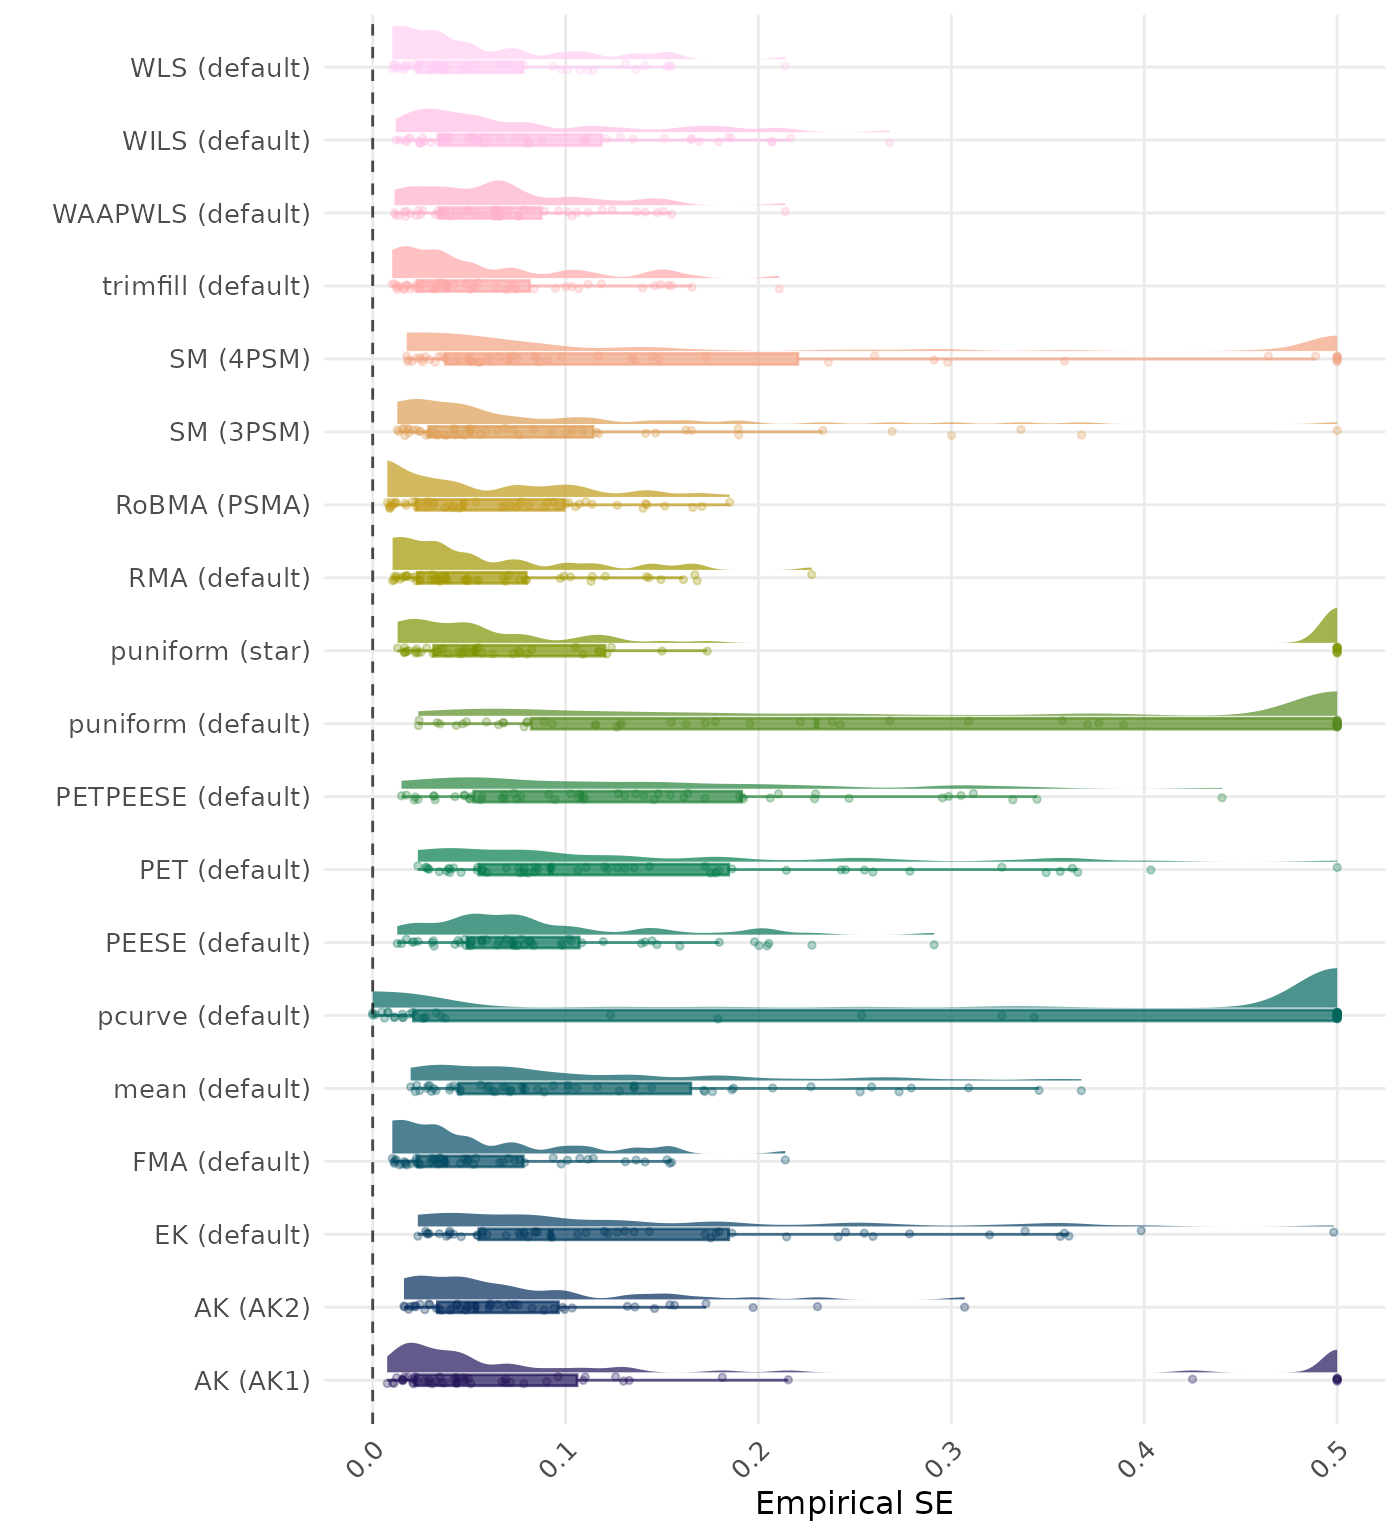 WLS (default)
WILS (default)
WAAPWLS (default)
trimfill (default)
SM (4PSM)
SM (3PSM)
RoBMA (PSMA)
RMA (default)
puniform (star)
puniform (default)
PETPEESE (default)
PET (default)
PEESE (default)
pcurve (default)
mean (default)
FMA (default)
EK (default)
AK (AK2)
AK (AK1)
0.0 0.1 0.2 0.3 0.4 0.5
Empirical SE